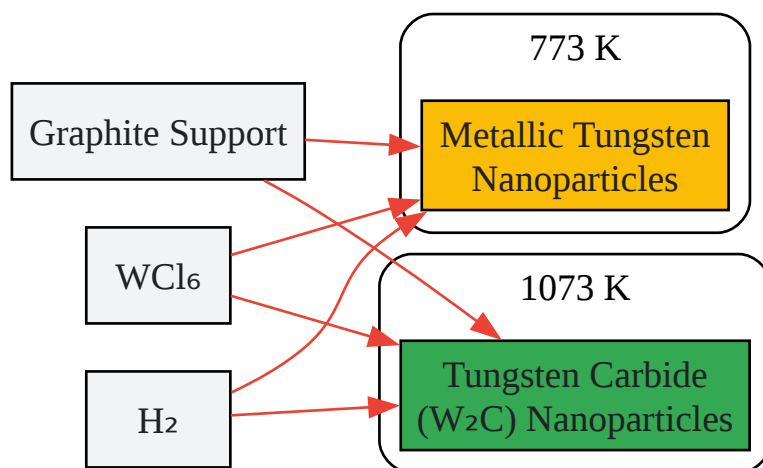 773 K
Graphite Support
Metallic Tungsten
Nanoparticles
WCl₆
1073 K
H₂
Tungsten Carbide
(W₂C) Nanoparticles